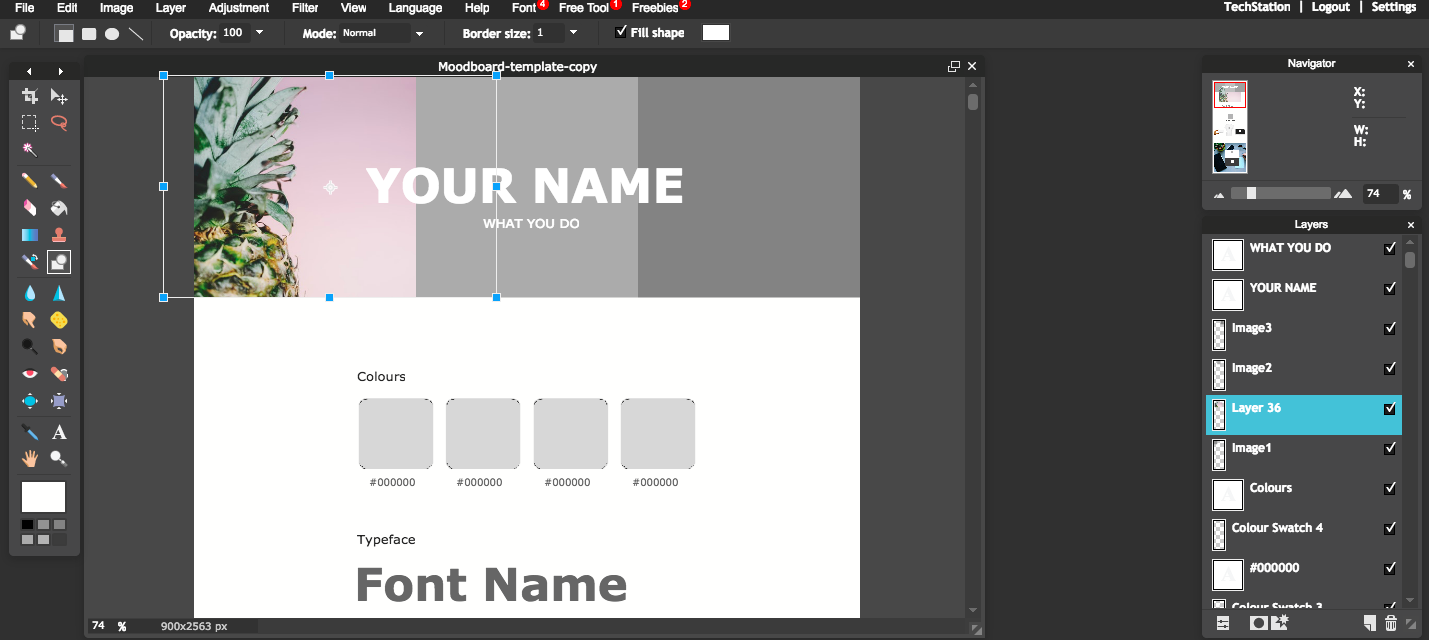 File Edit Image Layer Adjustment Filter View Language Help Font 4 Free Tool 1 Freebies 2 TechStation | Logout | Settings
Opacity: 100 Mode: Normal Border size: 1 Fill shape
Moodboard-template-copy
YOUR NAME
WHAT YOU DO
Colours
#000000 #000000 #000000 #000000
Typeface
Font Name
74 % 900x2563 px
A
Navigator
X:
Y:
W:
H:
74 %
Layers
WHAT YOU DO
YOUR NAME
Image3
Image2
Layer 36
Image1
Colours
Colour Swatch 4
#000000
Colour Swatch 3